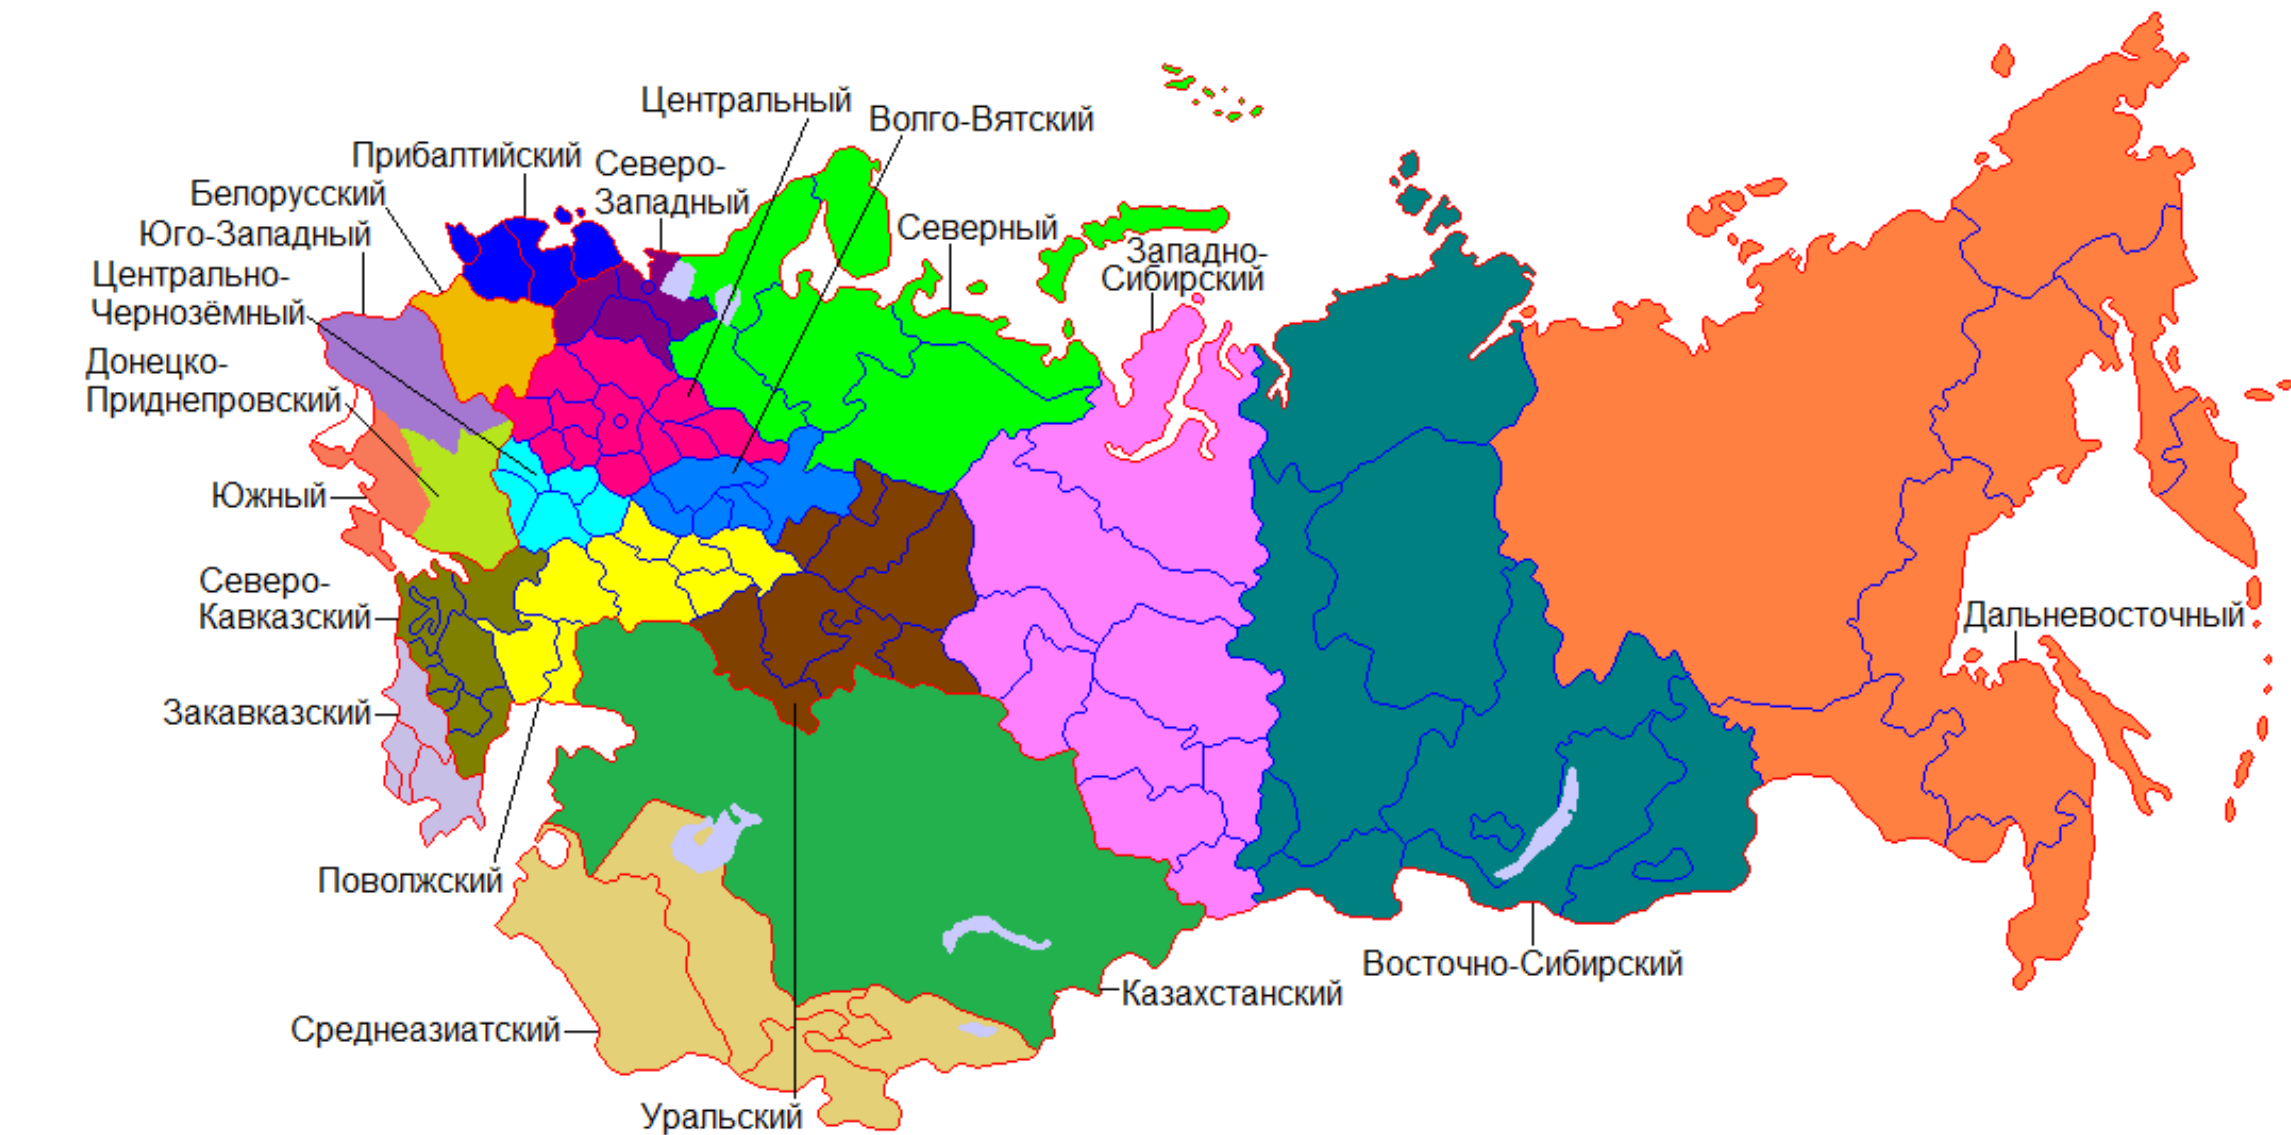 Центральный
Волго-Вятский
Прибалтийский
Северо-
Западный
Белорусский
Юго-Западный
Северный
Западно-
Сибирский
Центрально-
Чернозёмный
Донецко-
Приднепровский
Южный
Северо-
Кавказский
Дальневосточный
Закавказский
Поволжский
Восточно-Сибирский
Казахстанский
Среднеазиатский
Уральский